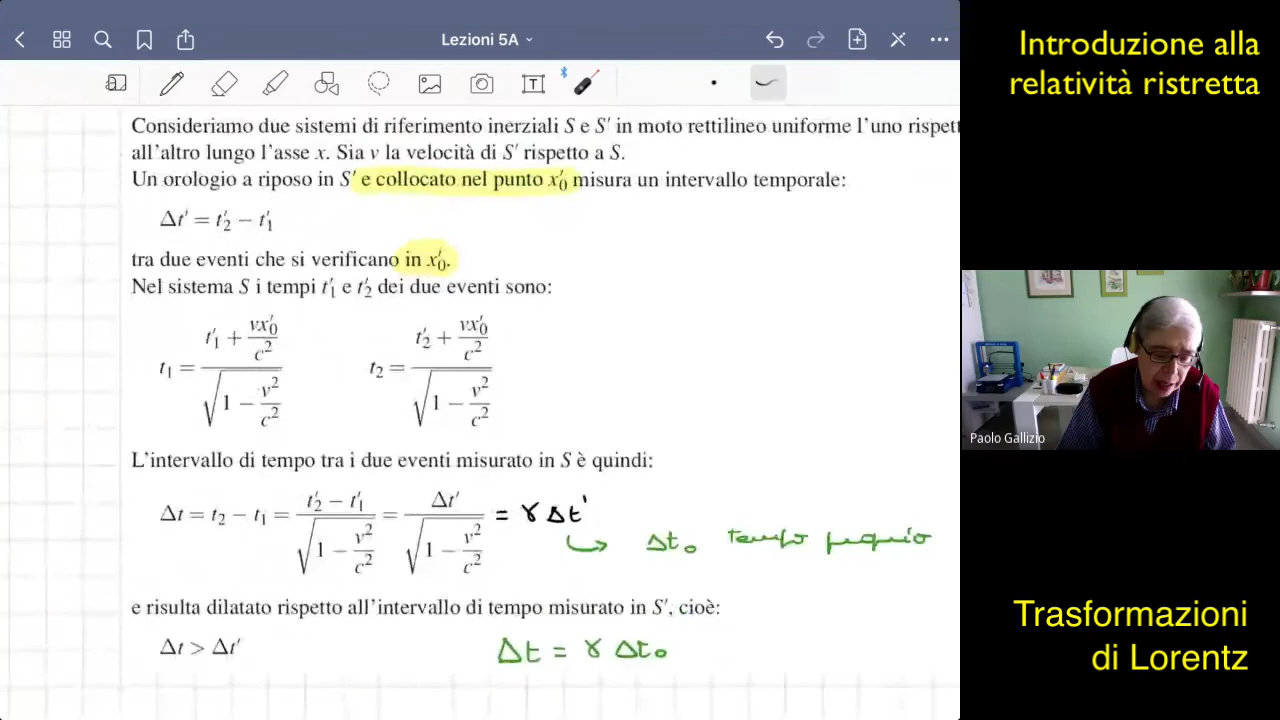 Lezioni 5A
Introduzione alla
relatività ristretta
Consideriamo due sistemi di riferimento inerziali S e S′ in moto rettilineo uniforme l'uno rispett
all'altro lungo l'asse x. Sia v la velocità di S′ rispetto a S.
Un orologio a riposo in S′ e collocato nel punto x′₀ misura un intervallo temporale:
Δt′ = t′₂ − t′₁
tra due eventi che si verificano in x′₀.
Nel sistema S i tempi t′₁ e t′₂ dei due eventi sono:
t₁ = (t′₁ + vx′₀/c²) / √(1 − v²/c²)   t₂ = (t′₂ + vx′₀/c²) / √(1 − v²/c²)
L'intervallo di tempo tra i due eventi misurato in S è quindi:
Δt = t₂ − t₁ = (t′₂ − t′₁) / √(1 − v²/c²) = Δt′ / √(1 − v²/c²) = γ Δt′
Δt₀ tempo proprio
e risulta dilatato rispetto all'intervallo di tempo misurato in S′, cioè:
Δt > Δt′   Δt = γ Δt₀
Paolo Gallizio
Trasformazioni
di Lorentz